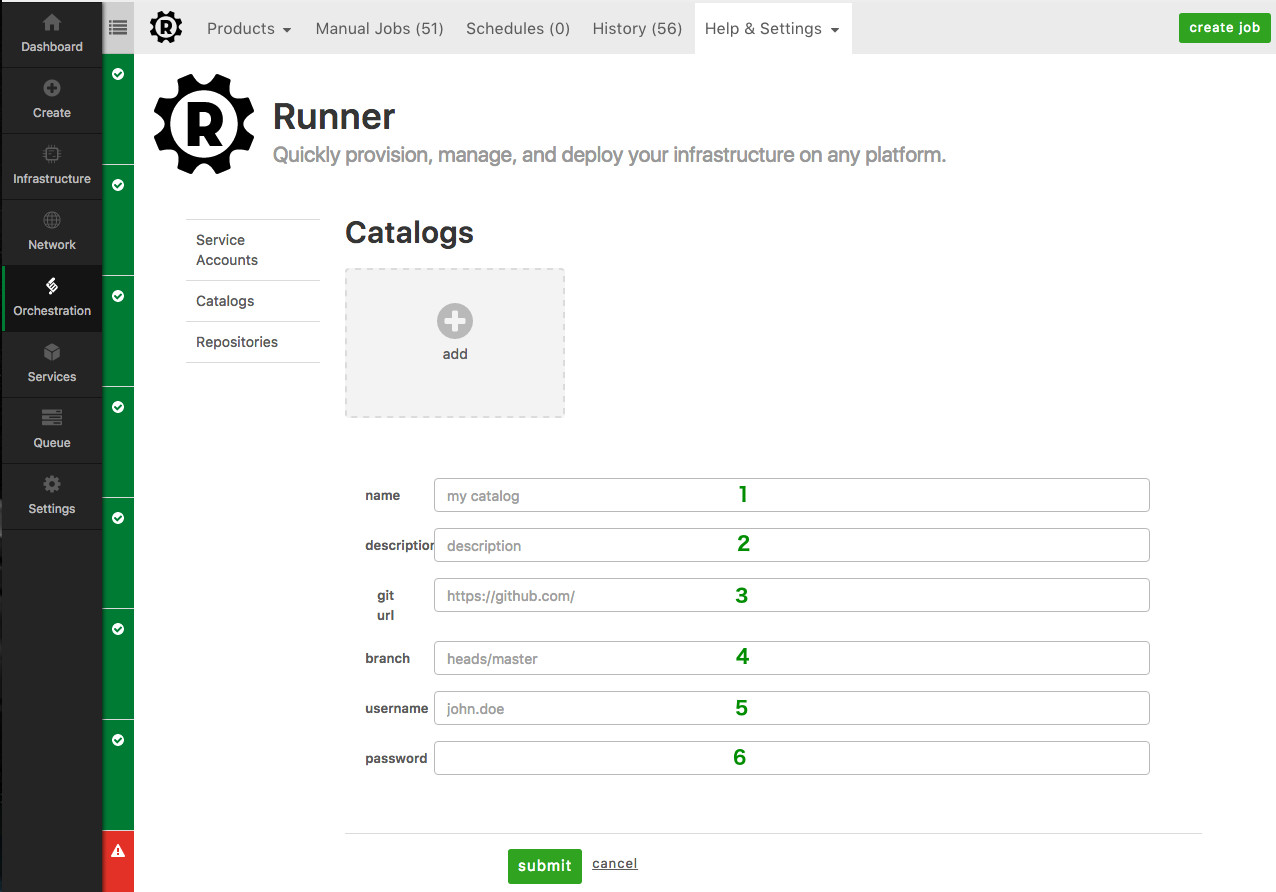 Dashboard
Create
Infrastructure
Network
Orchestration
Services
Queue
Settings
R Products Manual Jobs (51) Schedules (0) History (56) Help & Settings create job
R
Runner
Quickly provision, manage, and deploy your infrastructure on any platform.
Service
Accounts
Catalogs
Repositories
Catalogs
add
name my catalog 1
description description 2
git https://github.com/ 3
url
branch heads/master 4
username john.doe 5
password 6
submit cancel